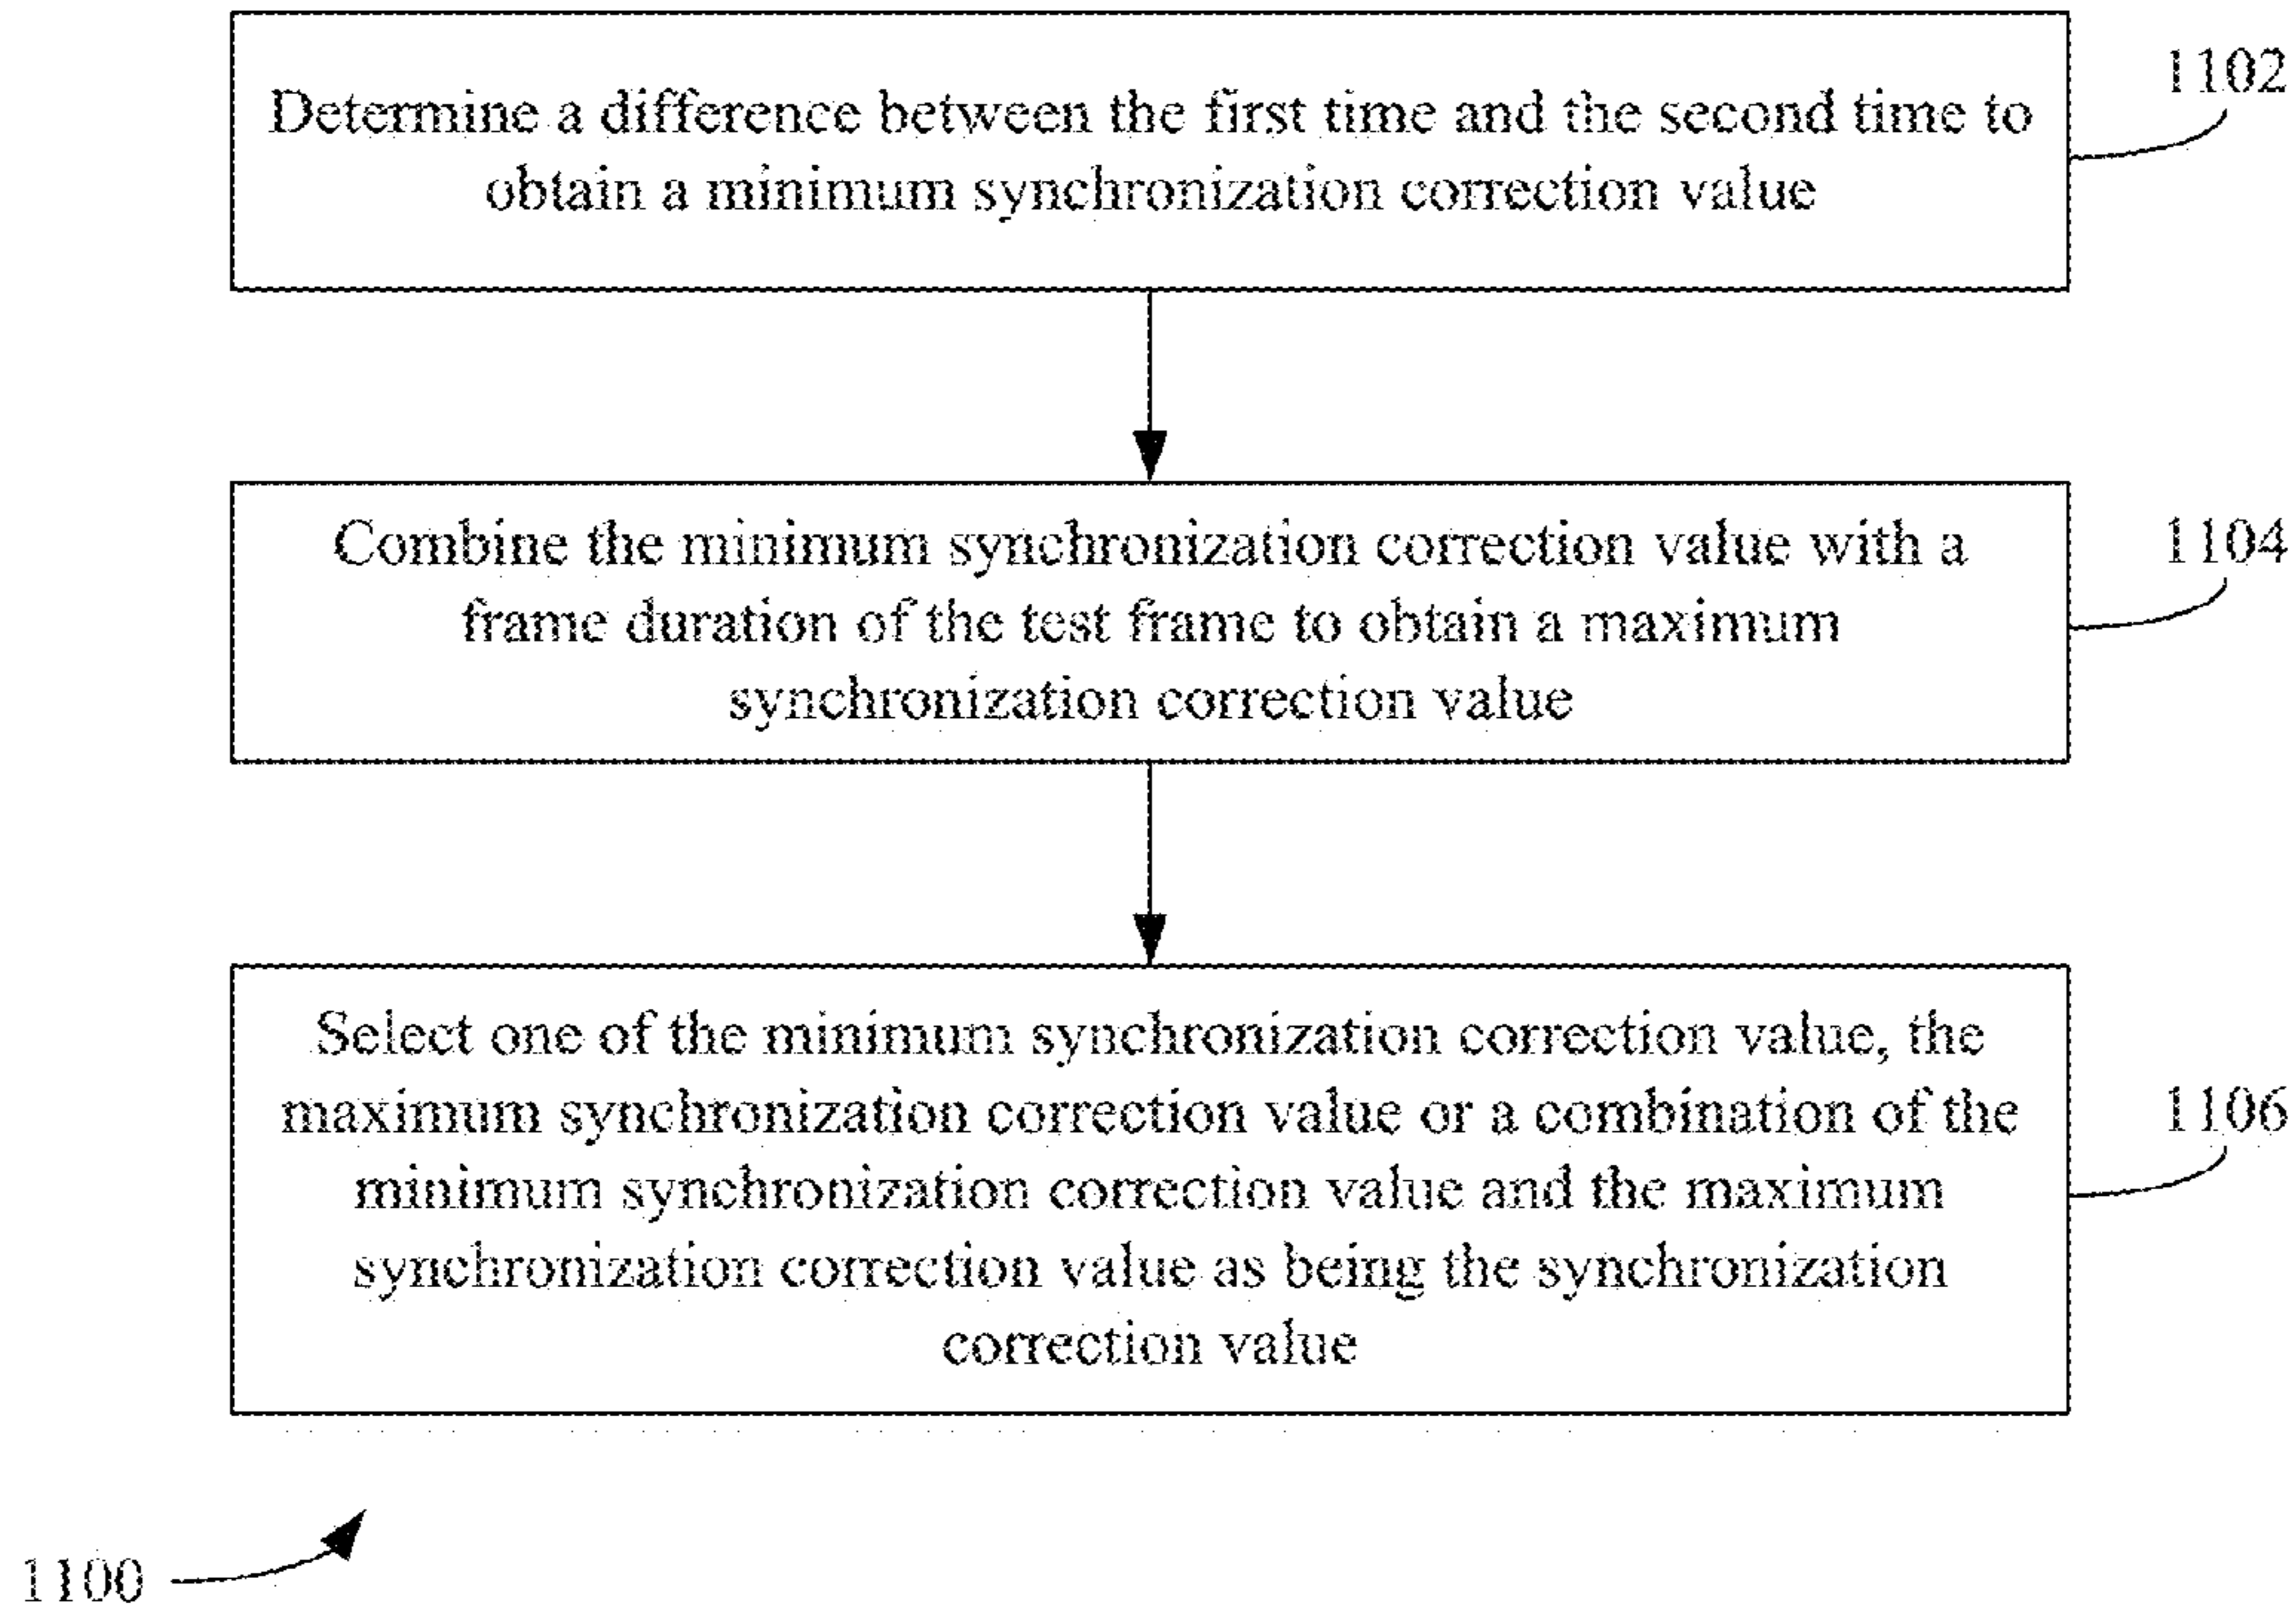 Determine a difference between the first time and the second time to
obtain a minimum synchronization correction value
1102
Combine the minimum synchronization correction value with a
frame duration of the test frame to obtain a maximum
synchronization correction value
1104
Select one of the minimum synchronization correction value, the
maximum synchronization correction value or a combination of the
minimum synchronization correction value and the maximum
synchronization correction value as being the synchronization
correction value
1106
1100